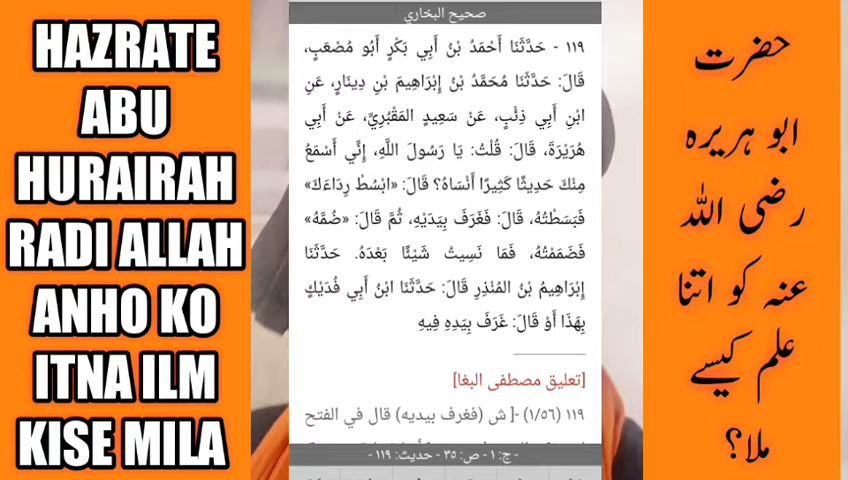 HAZRATE
ABU
HURAIRAH
RADI ALLAH
ANHO KO
ITNA ILM
KISE MILA
صحيح البخاري
١١٩ - حَدَّثَنَا أَحْمَدُ بْنُ أَبِي بَكْرٍ أَبُو مُصْعَبٍ،
قَالَ: حَدَّثَنَا مُحَمَّدُ بْنُ إِبْرَاهِيمَ بْنِ دِينَارٍ، عَنِ
ابْنِ أَبِي ذِئْبٍ، عَنْ سَعِيدٍ المَقْبُرِيِّ، عَنْ أَبِي
هُرَيْرَةَ، قَالَ: قُلْتُ: يَا رَسُولَ اللَّهِ، إِنِّي أَسْمَعُ
مِنْكَ حَدِيثًا كَثِيرًا أَنْسَاهُ؟ قَالَ: «ابْسُطْ رِدَاءَكَ»
فَبَسَطْتُهُ، قَالَ: فَغَرَفَ بِيَدَيْهِ، ثُمَّ قَالَ: «ضُمَّهُ»
فَضَمَمْتُهُ، فَمَا نَسِيتُ شَيْئًا بَعْدَهُ. حَدَّثَنَا
إِبْرَاهِيمُ بْنُ المُنْذِرِ قَالَ: حَدَّثَنَا ابْنُ أَبِي فُدَيْكٍ
بِهَذَا أَوْ قَالَ: غَرَفَ بِيَدِهِ فِيهِ
[تعليق مصطفى البغا]
١١٩ (١/٥٦) -[ ش (فغرف بيديه) قال في الفتح
- ج: ١ - ص: ٣٥ - حديث: ١١٩ -
حضرت
ابو ہریرہ
رضی اللہ
عنہ کو اتنا
علم کیسے
ملا؟